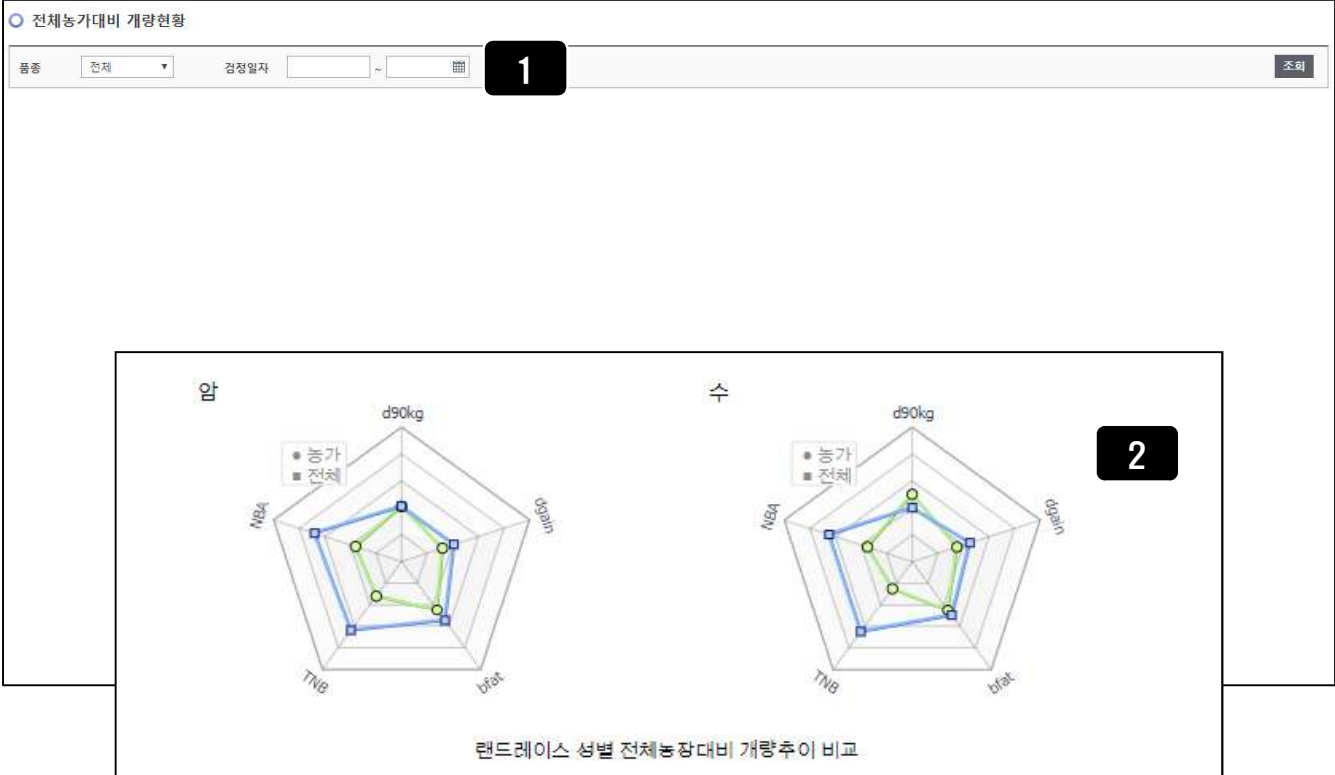 전체농가대비 개량현황
품종 전체 ▼ 검정일자 ~ 조회
1
암
d90kg
농가
전체
NBA
dgain
TNB
bfat
수
d90kg
농가
전체
NBA
dgain
TNB
bfat
2
랜드레이스 성별 전체농장대비 개량추이 비교